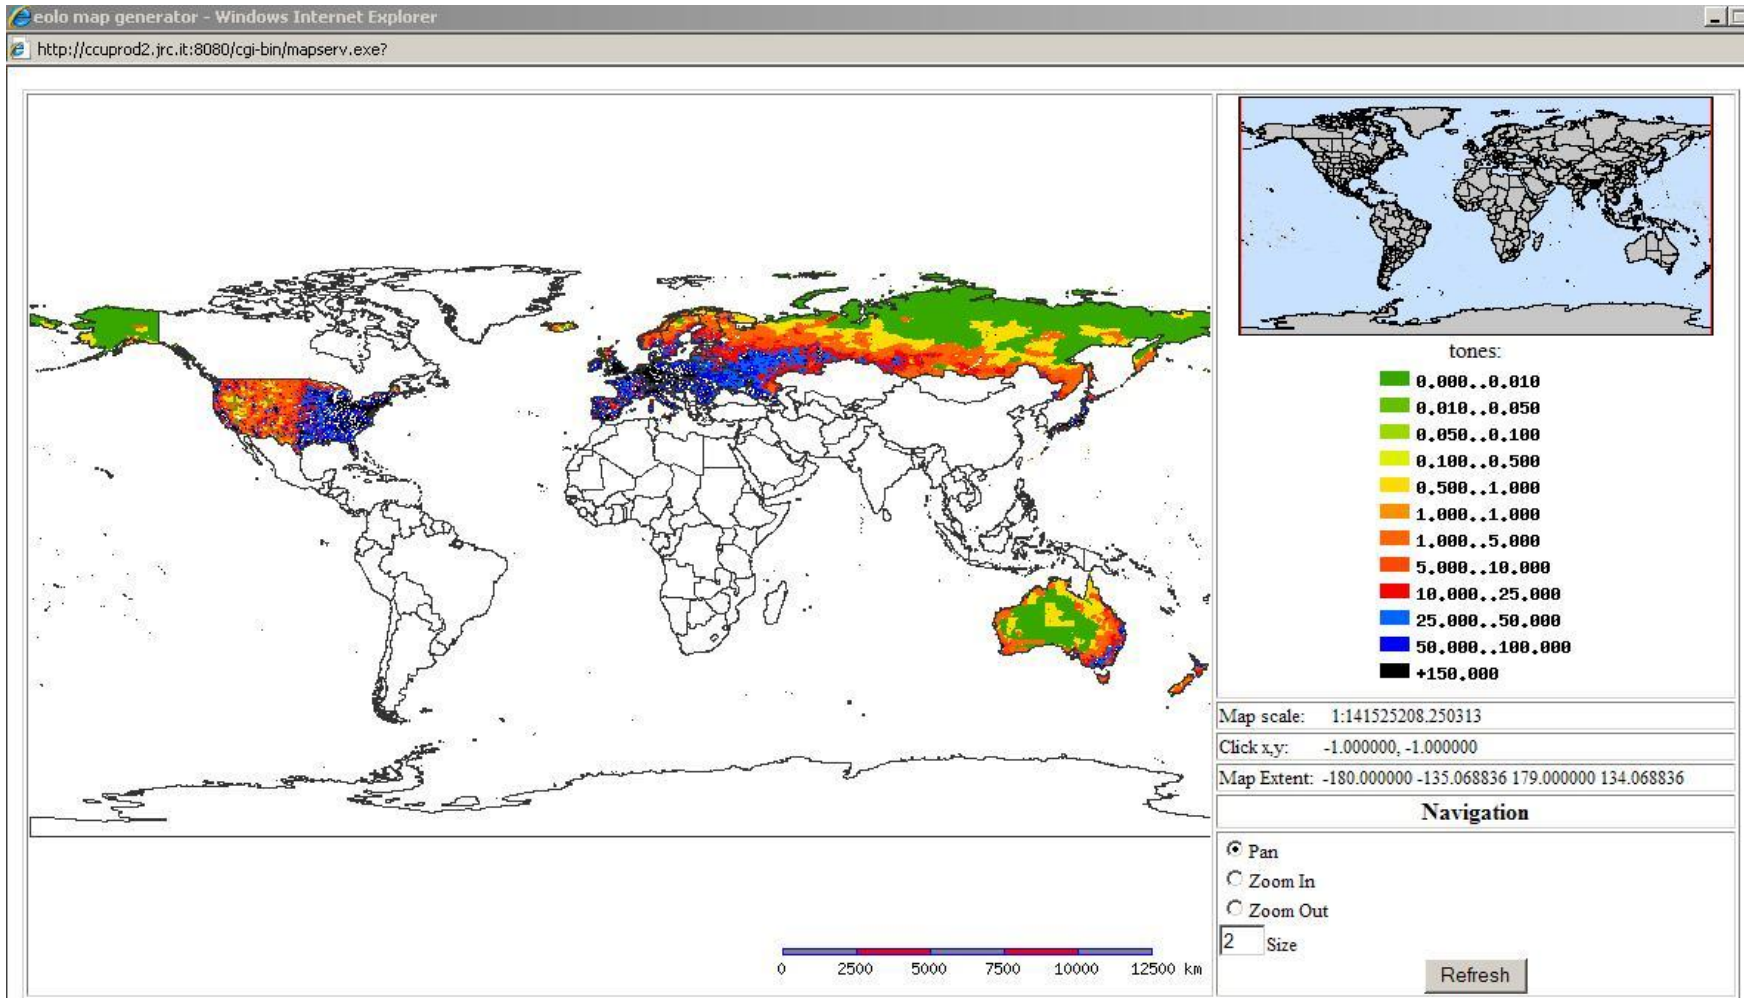 eolo map generator - Windows Internet Explorer
http://ccuprod2.jrc.it:8080/cgi-bin/mapserv.exe?
tones:
0.000..0.010
0.010..0.050
0.050..0.100
0.100..0.500
0.500..1.000
1.000..1.000
1.000..5.000
5.000..10.000
10.000..25.000
25.000..50.000
50.000..100.000
+150.000
Map scale: 1:141525208.250313
Click x,y: -1.000000, -1.000000
Map Extent: -180.000000 -135.068836 179.000000 134.068836
Navigation
Pan
Zoom In
Zoom Out
2 Size
Refresh
0 2500 5000 7500 10000 12500 km